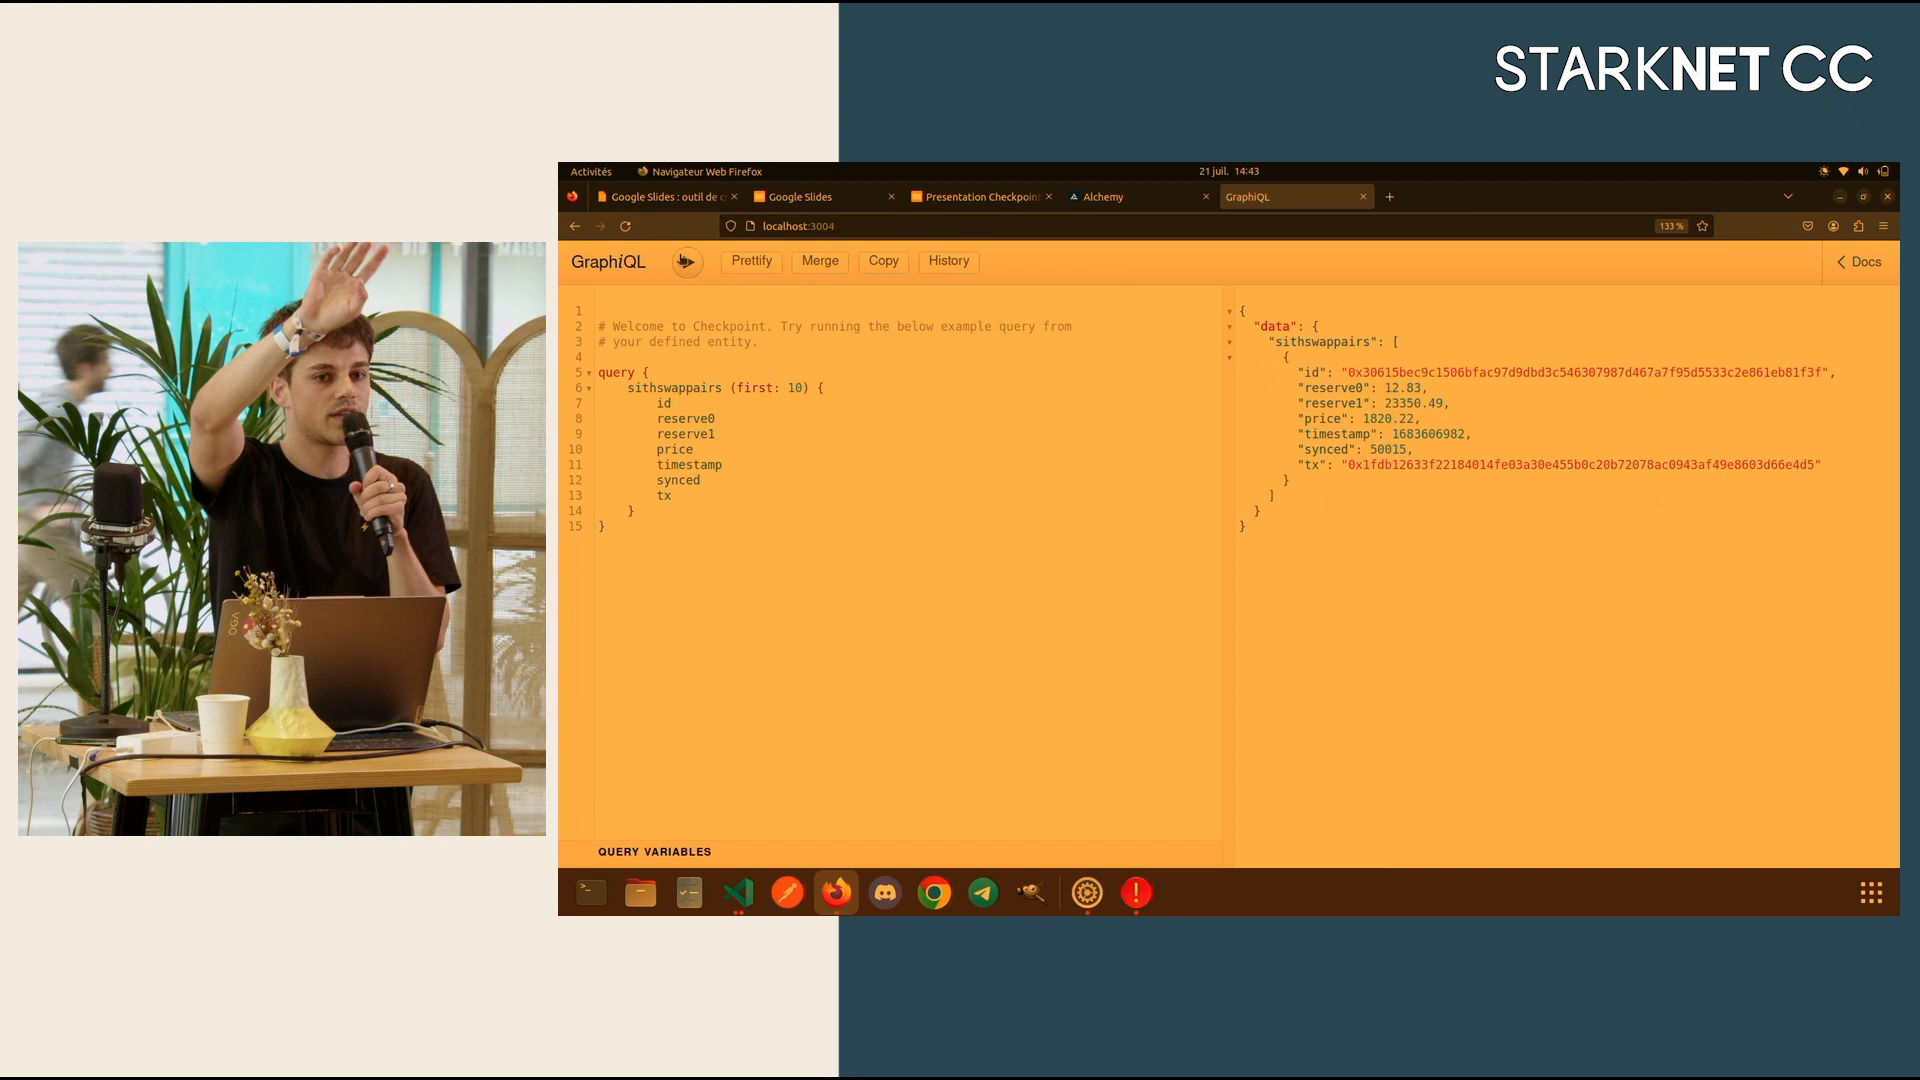 STARKNET CC
Activités
Navigateur Web Firefox
21 juil. 14:43
Google Slides : outil de c
Google Slides
Presentation Checkpoint
Alchemy
GraphiQL
localhost:3004
133 %
GraphiQL
Prettify
Merge
Copy
History
Docs
1
2 # Welcome to Checkpoint. Try running the below example query from
3 # your defined entity.
4
5 query {
6 sithswappairs (first: 10) {
7 id
8 reserve0
9 reserve1
10 price
11 timestamp
12 synced
13 tx
14 }
15 }
{
"data": {
"sithswappairs": [
{
"id": "0x30615bec9c1506bfac97d9dbd3c546307987d467a7f95d5533c2e861eb81f3f",
"reserve0": 12.83,
"reserve1": 23350.49,
"price": 1820.22,
"timestamp": 1683606982,
"synced": 50015,
"tx": "0x1fdb12633f22184014fe03a30e455b0c20b72078ac0943af49e8603d66e4d5"
}
]
}
}
QUERY VARIABLES